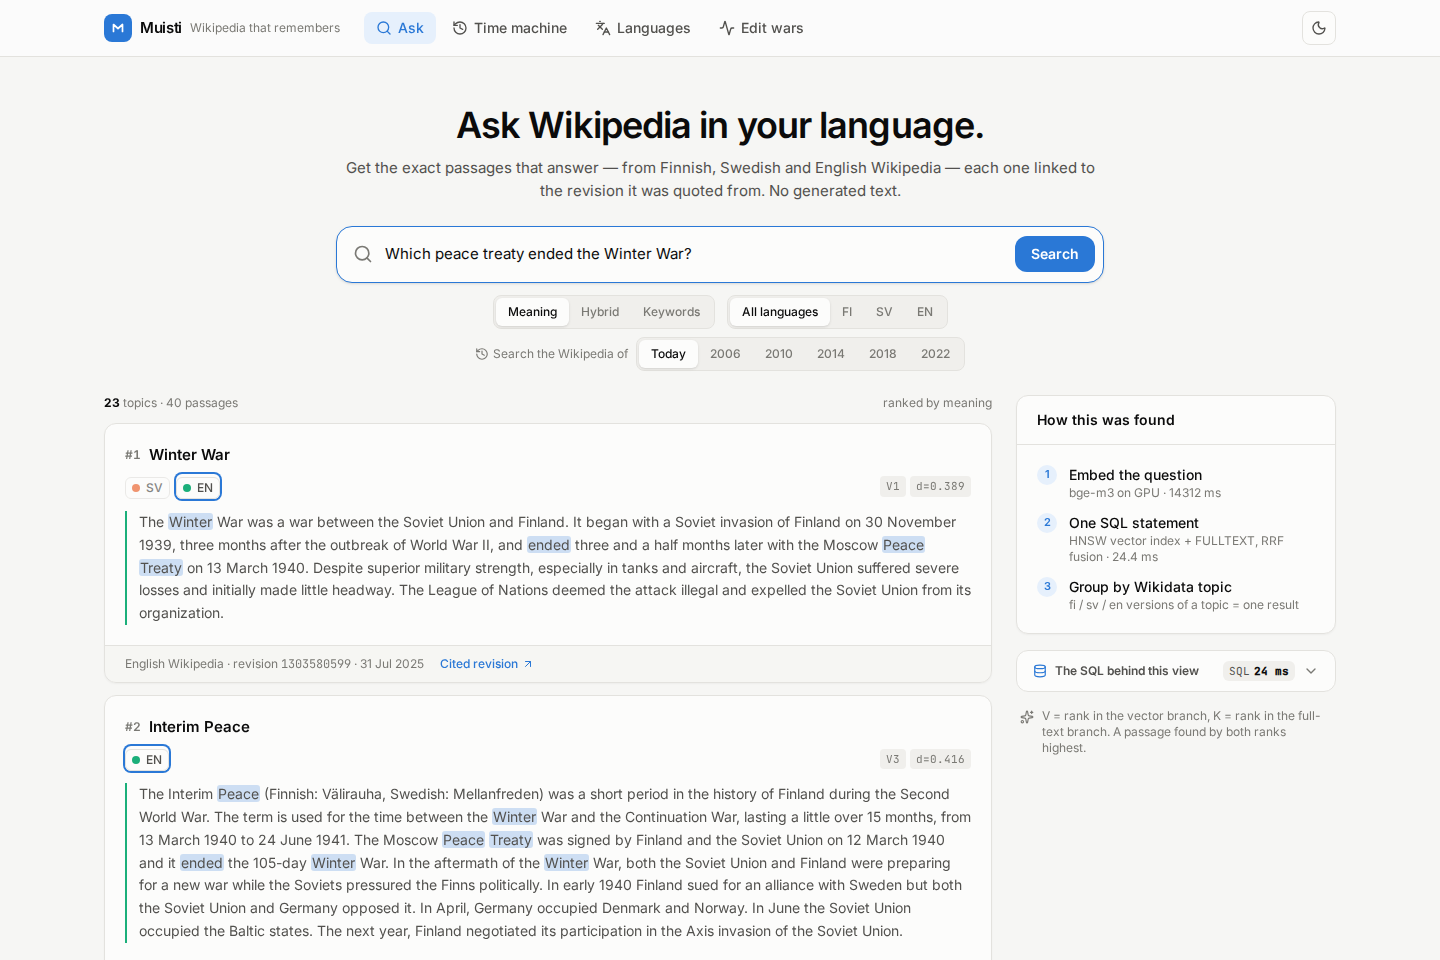 Muisti Wikipedia that remembers Ask Time machine Languages Edit wars
Ask Wikipedia in your language.
Get the exact passages that answer — from Finnish, Swedish and English Wikipedia — each one linked to
the revision it was quoted from. No generated text.
Which peace treaty ended the Winter War? Search
Meaning Hybrid Keywords All languages FI SV EN
Search the Wikipedia of Today 2006 2010 2014 2018 2022
23 topics · 40 passages ranked by meaning
#1 Winter War
SV EN V1 d=0.389
The Winter War was a war between the Soviet Union and Finland. It began with a Soviet invasion of Finland on 30 November
1939, three months after the outbreak of World War II, and ended three and a half months later with the Moscow Peace
Treaty on 13 March 1940. Despite superior military strength, especially in tanks and aircraft, the Soviet Union suffered severe
losses and initially made little headway. The League of Nations deemed the attack illegal and expelled the Soviet Union from its
organization.
English Wikipedia · revision 1303580599 · 31 Jul 2025 Cited revision
#2 Interim Peace
EN V3 d=0.416
The Interim Peace (Finnish: Välirauha, Swedish: Mellanfreden) was a short period in the history of Finland during the Second
World War. The term is used for the time between the Winter War and the Continuation War, lasting a little over 15 months, from
13 March 1940 to 24 June 1941. The Moscow Peace Treaty was signed by Finland and the Soviet Union on 12 March 1940
and it ended the 105-day Winter War. In the aftermath of the Winter War, both the Soviet Union and Finland were preparing
for a new war while the Soviets pressured the Finns politically. In early 1940 Finland sued for an alliance with Sweden but both
the Soviet Union and Germany opposed it. In April, Germany occupied Denmark and Norway. In June the Soviet Union
occupied the Baltic states. The next year, Finland negotiated its participation in the Axis invasion of the Soviet Union.
How this was found
1 Embed the question
bge-m3 on GPU · 14312 ms
2 One SQL statement
HNSW vector index + FULLTEXT, RRF
fusion · 24.4 ms
3 Group by Wikidata topic
fi / sv / en versions of a topic = one result
The SQL behind this view SQL 24 ms
V = rank in the vector branch, K = rank in the full-
text branch. A passage found by both ranks
highest.